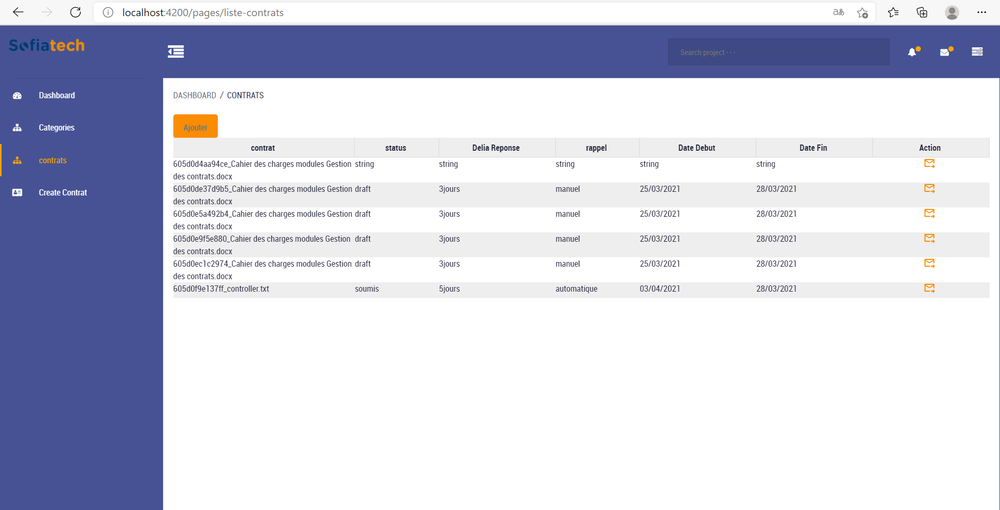 localhost:4200/pages/liste-contrats
aあ
Sofiatech
Search project · · ·
Dashboard
Categories
contrats
Create Contrat
DASHBOARD / CONTRATS
Ajouter
contrat status Delia Reponse rappel Date Debut Date Fin Action
605d0d4aa94ce_Cahier des charges modules Gestion string string string string string
des contrats.docx
605d0de37d9b5_Cahier des charges modules Gestion draft 3jours manuel 25/03/2021 28/03/2021
des contrats.docx
605d0e5a492b4_Cahier des charges modules Gestion draft 3jours manuel 25/03/2021 28/03/2021
des contrats.docx
605d0e9f5e880_Cahier des charges modules Gestion draft 3jours manuel 25/03/2021 28/03/2021
des contrats.docx
605d0ec1c2974_Cahier des charges modules Gestion draft 3jours manuel 25/03/2021 28/03/2021
des contrats.docx
605d0f9e137ff_controller.txt soumis 5jours automatique 03/04/2021 28/03/2021